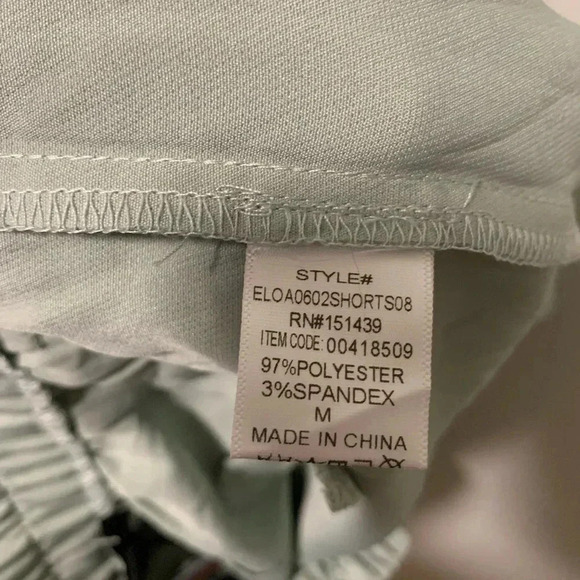 STYLE#
ELOA0602SHORTS08
RN#151439
ITEM CODE: 00418509
97%POLYESTER
3%SPANDEX
M
MADE IN CHINA